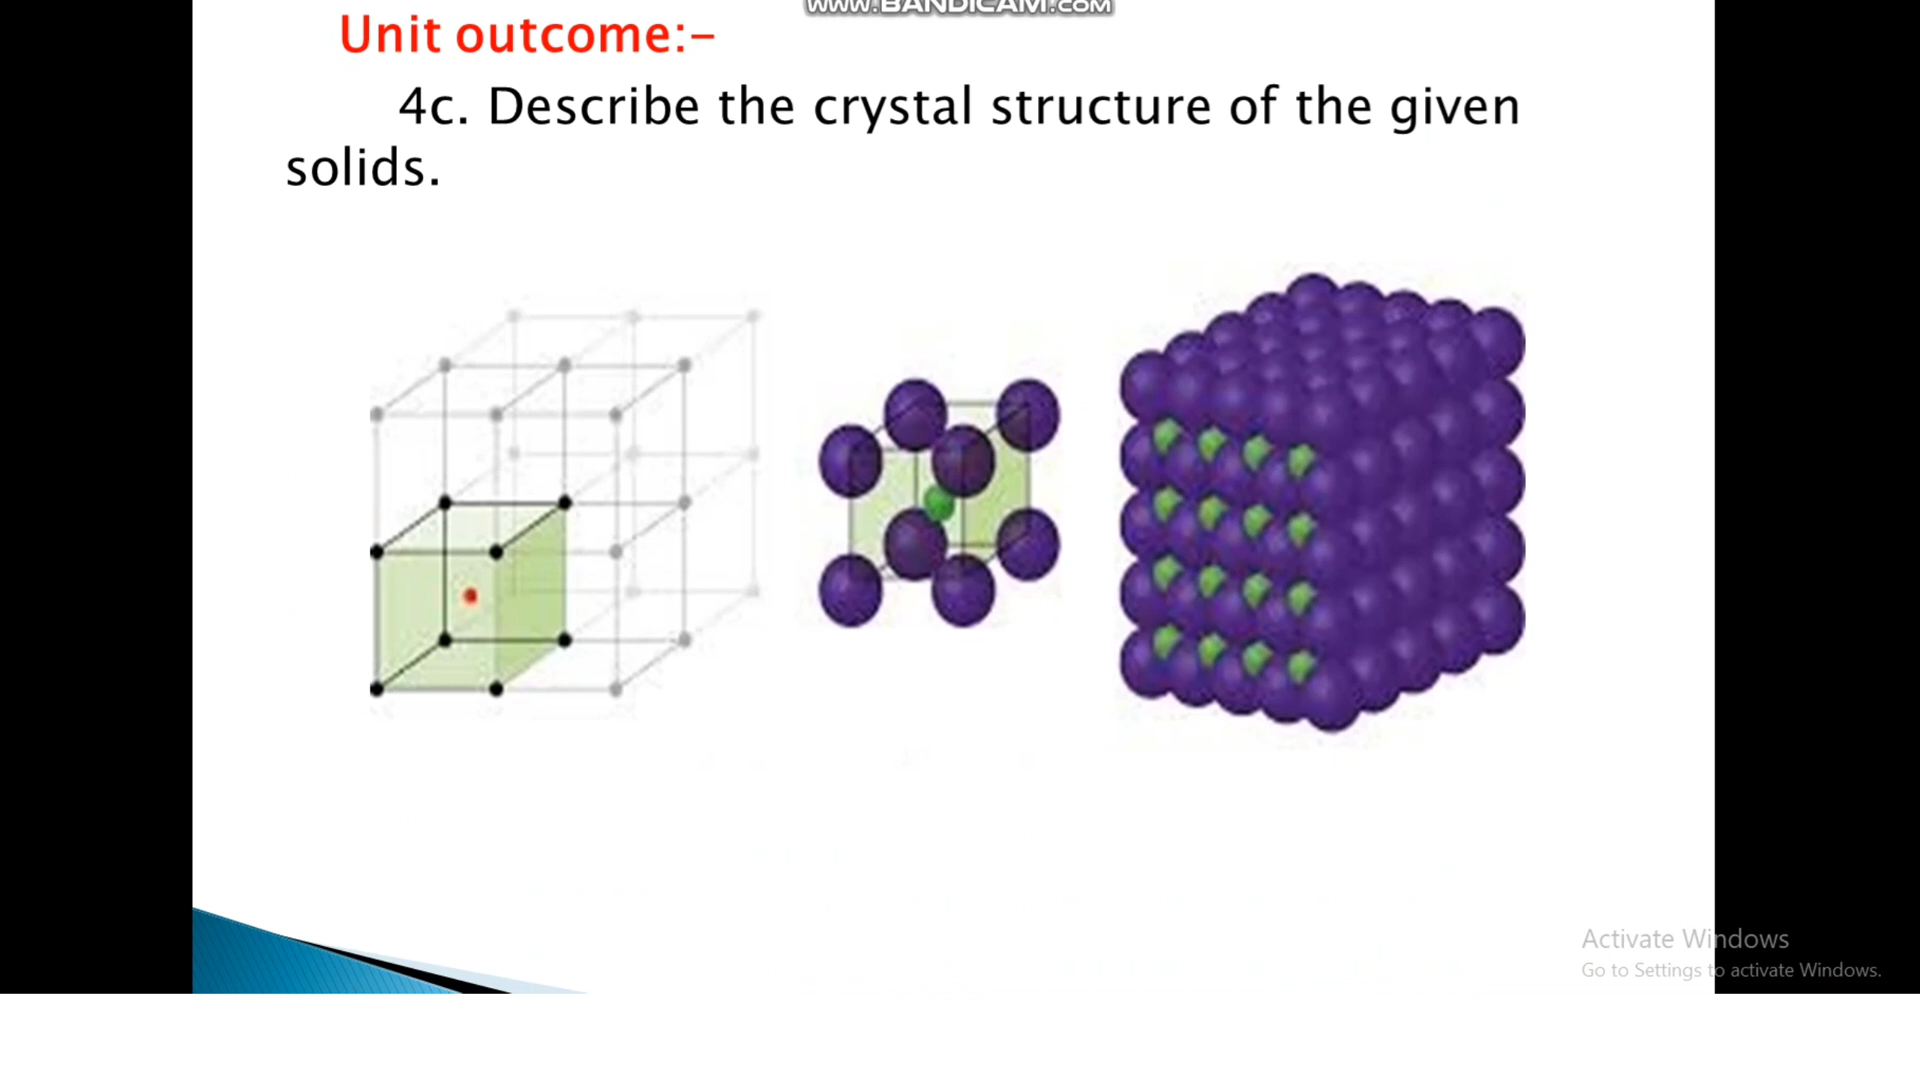 www.BANDICAM.com
Unit outcome:-
4c. Describe the crystal structure of the given
solids.
Activate Windows
Go to Settings to activate Windows.